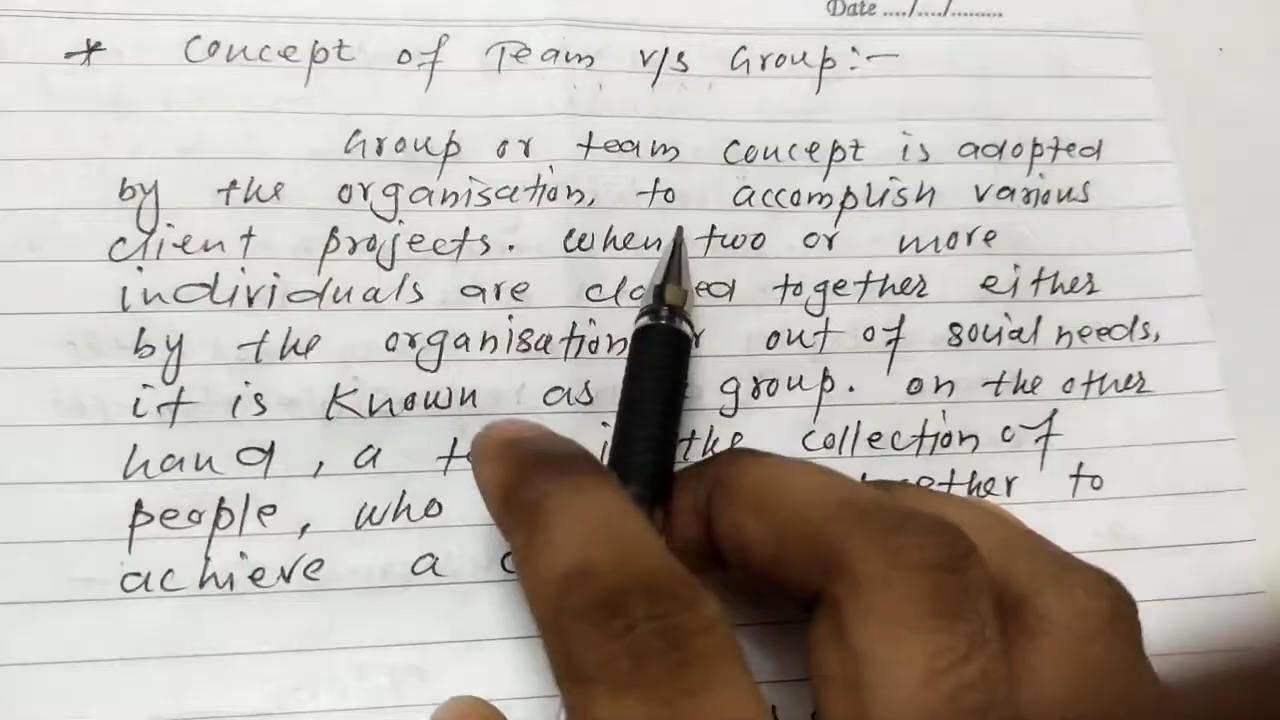 Date ..../..../.........
* Concept of Team v/s Group:-
Group or team concept is adopted
by the organisation, to accomplish various
client projects. When two or more
individuals are together either
by the organisation out of social needs,
it is known as group. on the other
hand, a the collection of
people, who to
achieve a